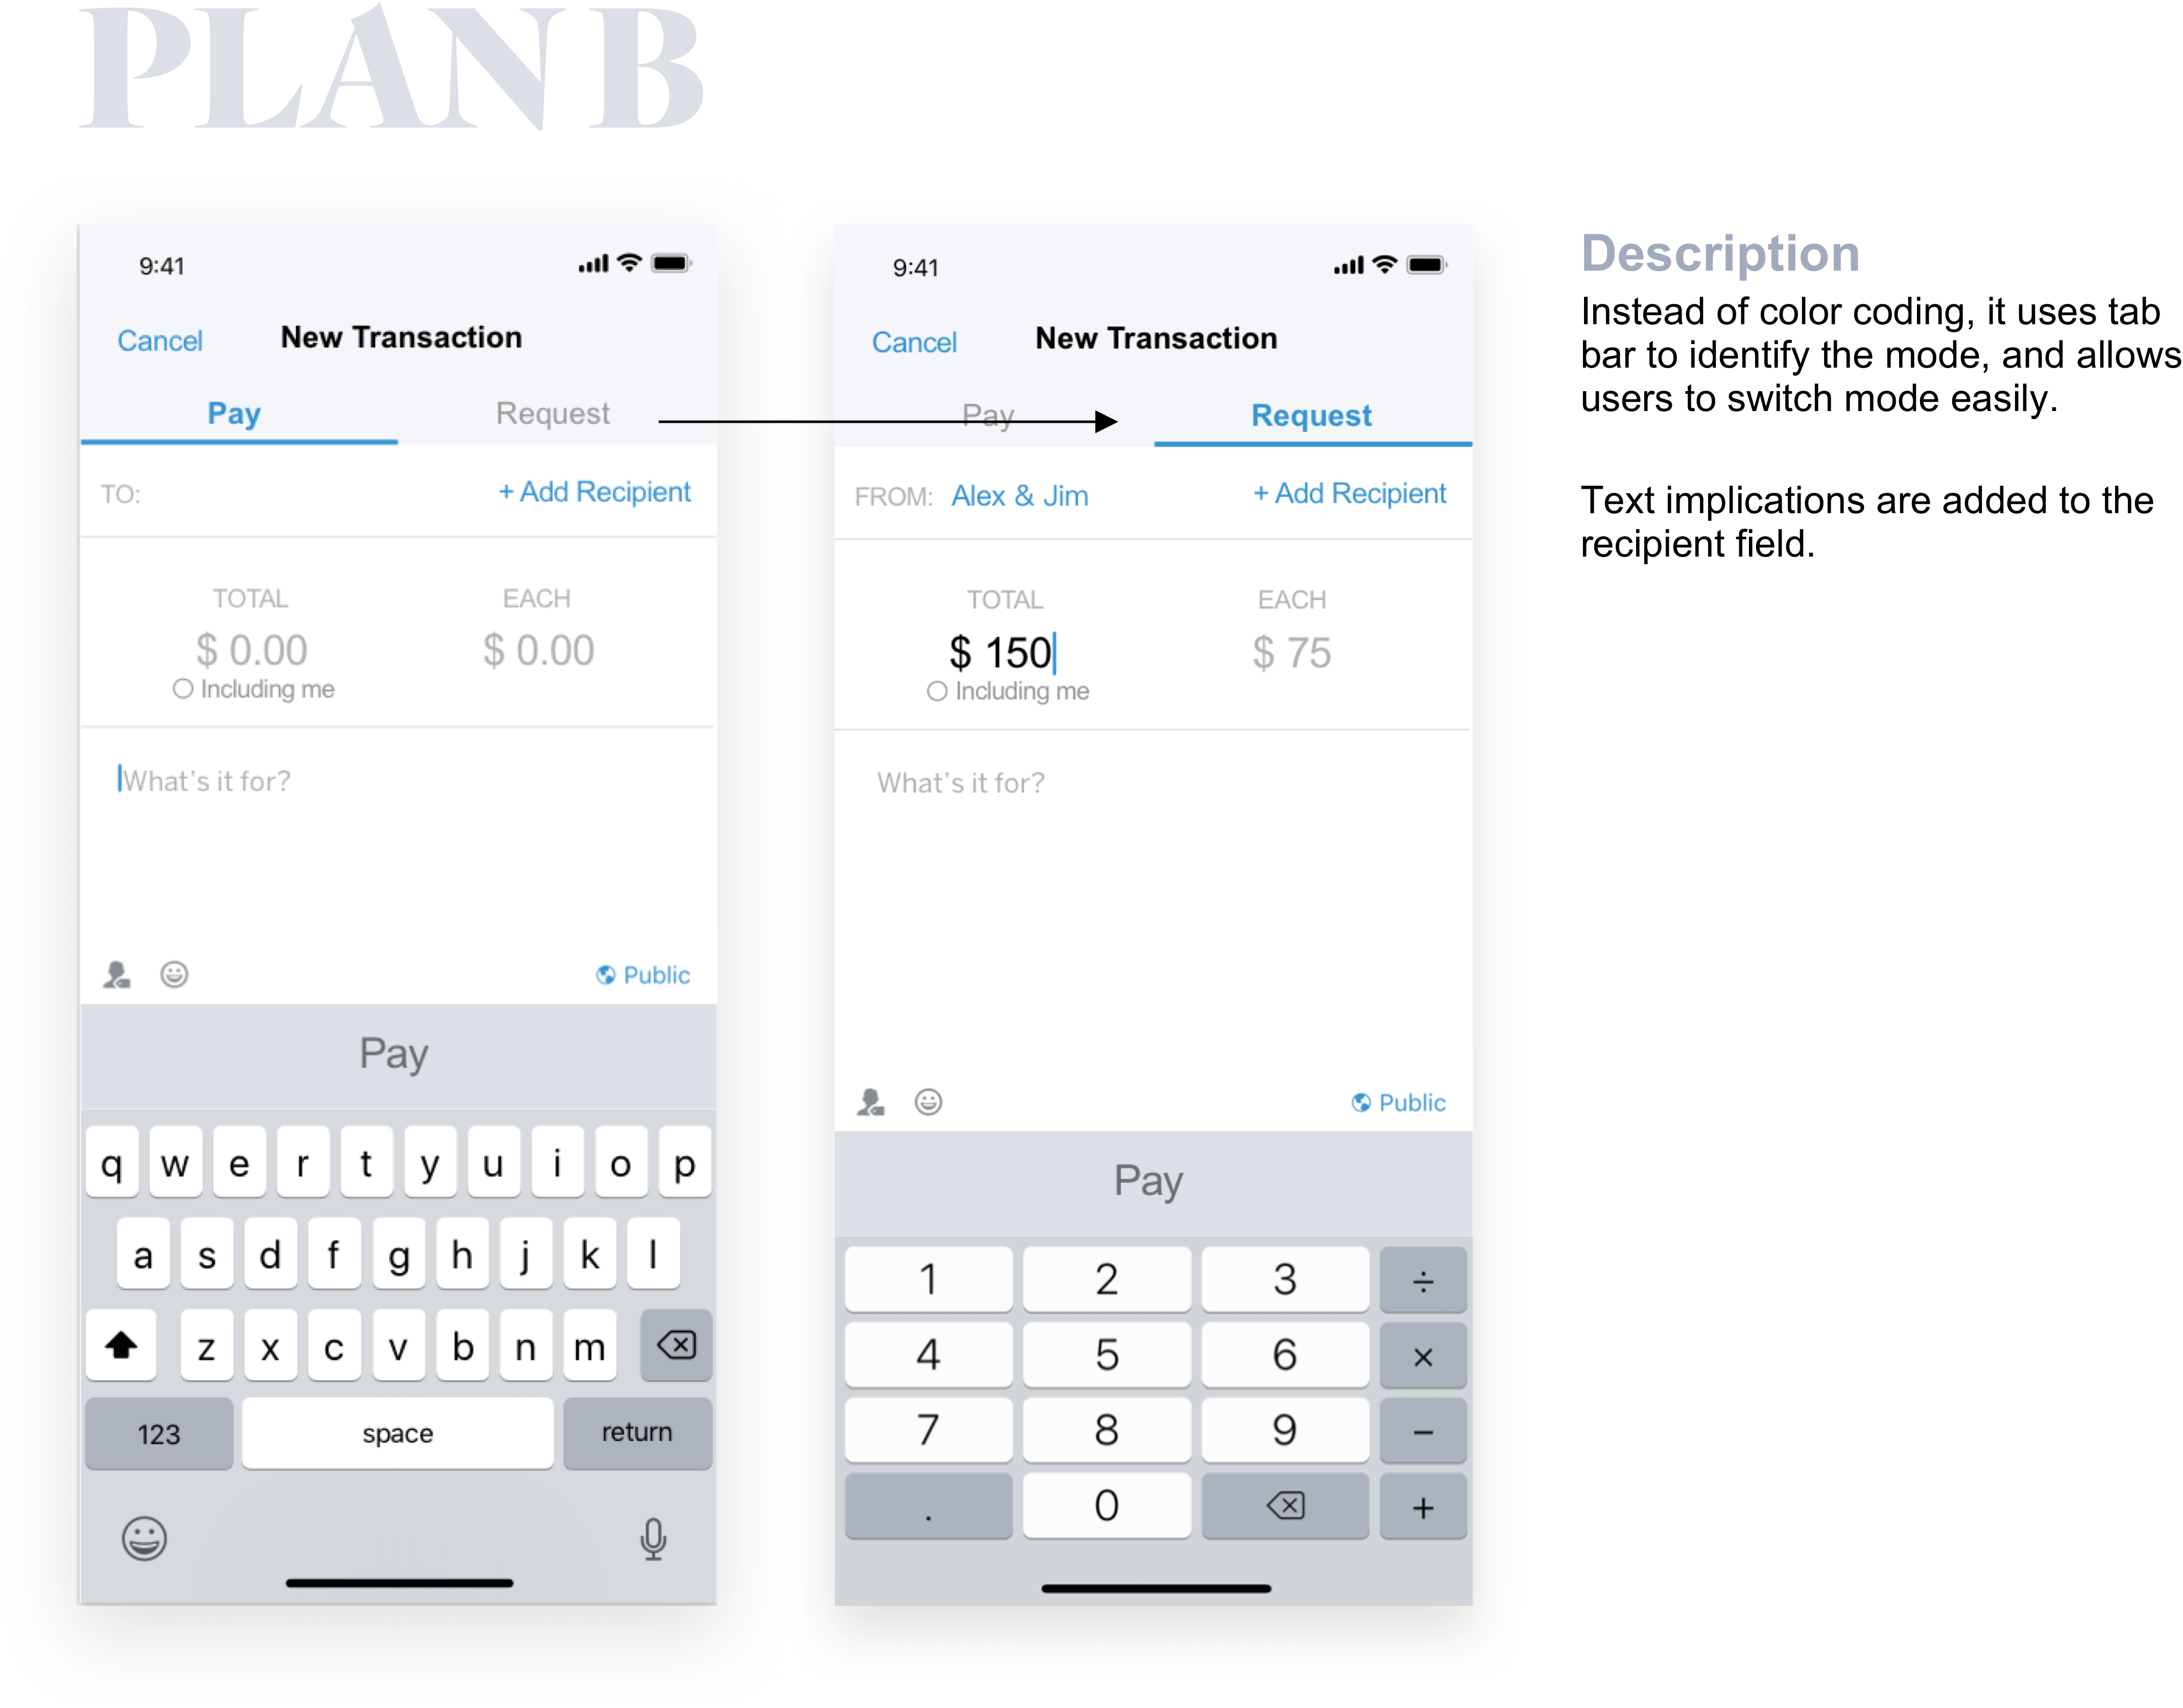 PLAN B
9:41
Cancel New Transaction
Pay Request
TO: + Add Recipient
TOTAL EACH
$ 0.00 $ 0.00
Including me
What's it for?
Public
Pay
q w e r t y u i o p
a s d f g h j k l
z x c v b n m
123 space return
9:41
Cancel New Transaction
Pay Request
FROM: Alex & Jim + Add Recipient
TOTAL EACH
$ 150 $ 75
Including me
What's it for?
Public
Pay
1 2 3 ÷
4 5 6 ×
7 8 9 −
. 0 +
Description
Instead of color coding, it uses tab
bar to identify the mode, and allows
users to switch mode easily.
Text implications are added to the
recipient field.